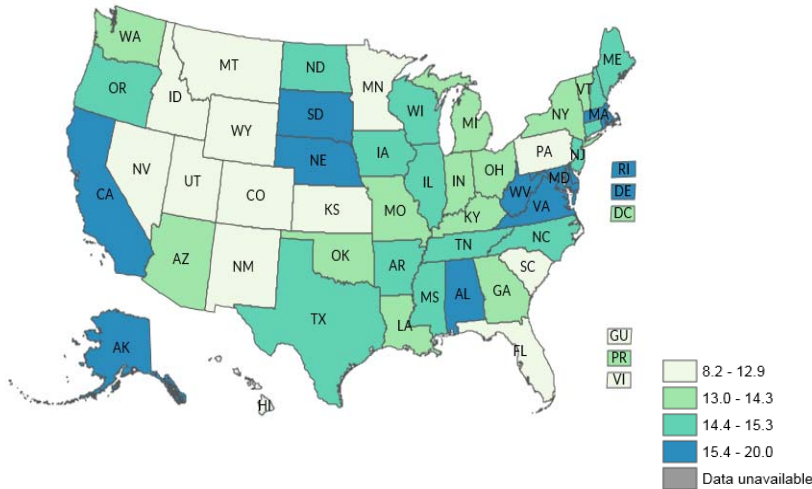 WA
MT
ND
MN
ME
OR
ID
WI
VT
SD
NY
MA
WY
MI
IA
PA
NE
NJ
NV
OH
RI
IL
IN
UT
MD
DE
CA
CO
WV
KS
MO
VA
DC
KY
AZ
OK
TN
NC
NM
AR
SC
MS
AL
GA
TX
LA
AK
FL
HI
GU
PR
VI
8.2 - 12.9
13.0 - 14.3
14.4 - 15.3
15.4 - 20.0
Data unavailable